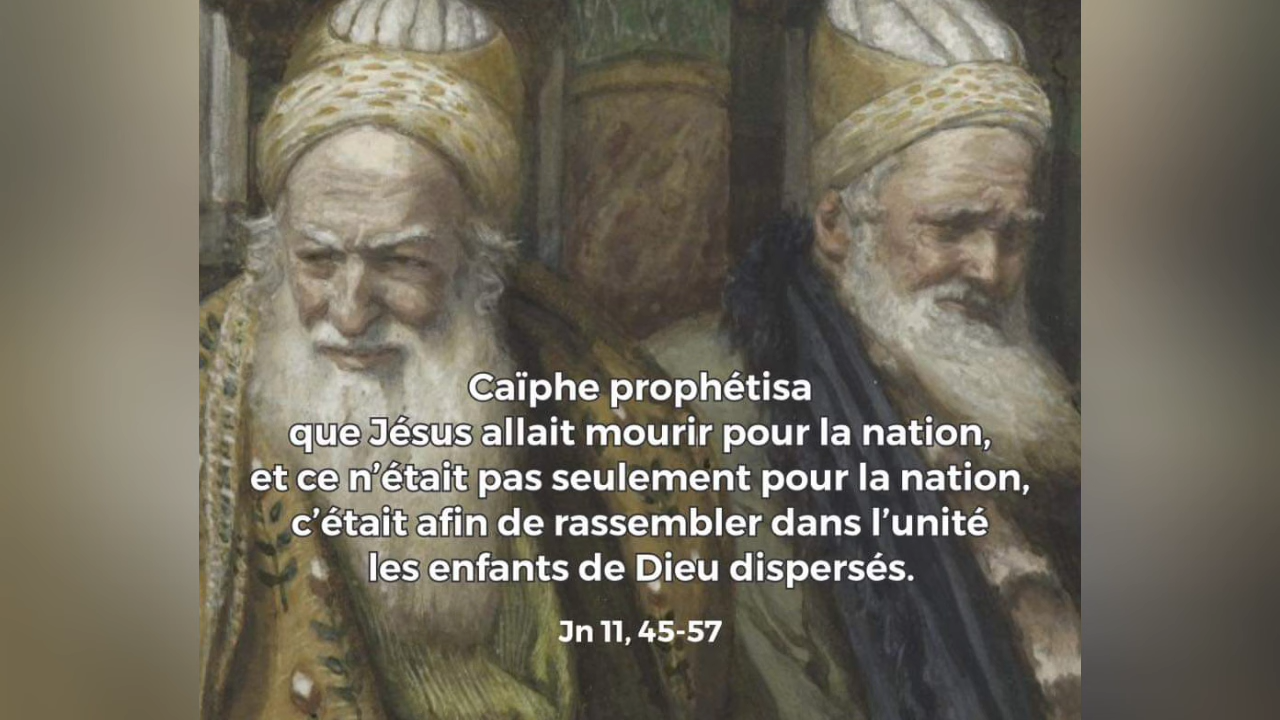 Caïphe prophétisa
que Jésus allait mourir pour la nation,
et ce n’était pas seulement pour la nation,
c’était afin de rassembler dans l’unité
les enfants de Dieu dispersés.
Jn 11, 45-57